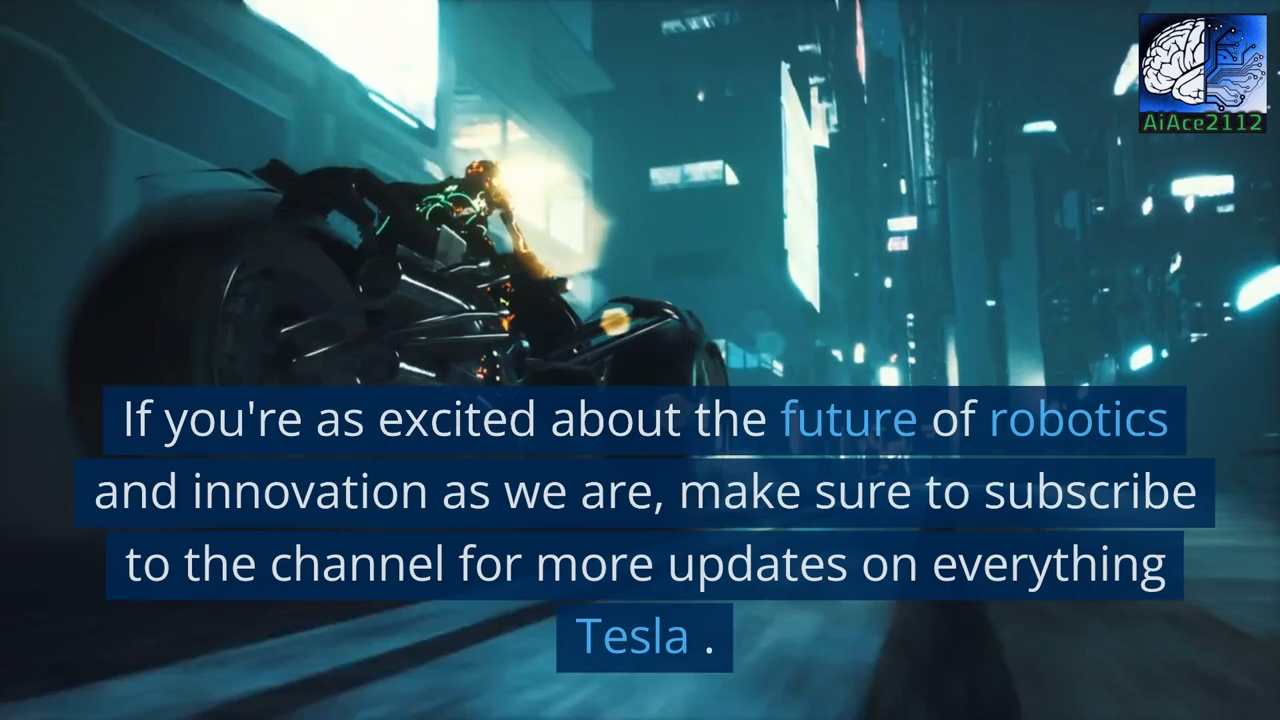 AiAce2112
If you're as excited about the future of robotics
and innovation as we are, make sure to subscribe
to the channel for more updates on everything
Tesla .